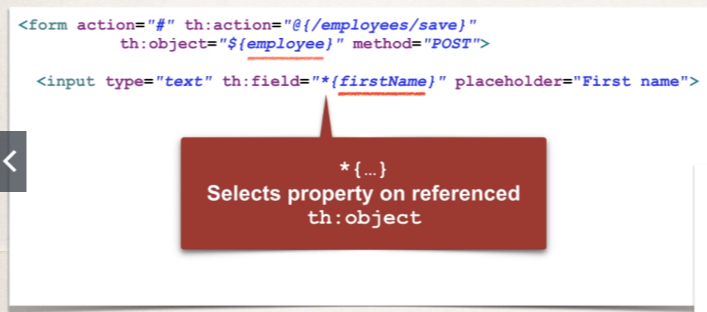 <form action="#" th:action="@{/employees/save}"
th:object="${employee}" method="POST">
<input type="text" th:field="*{firstName}" placeholder="First name">
*{…}
Selects property on referenced
th:object